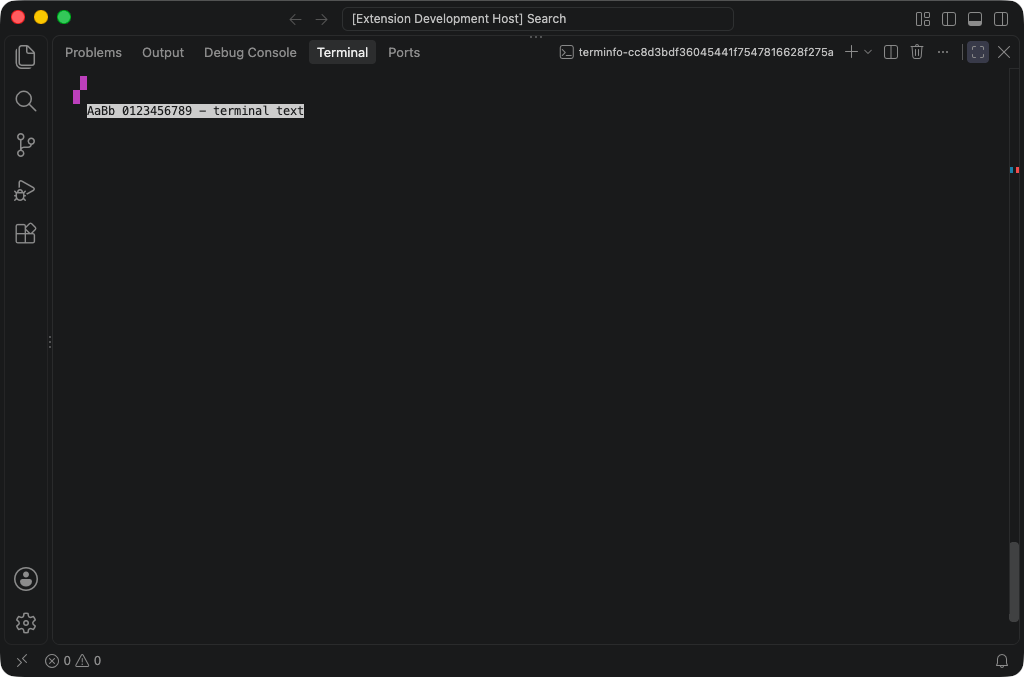 [Extension Development Host] Search
Problems Output Debug Console Terminal Ports terminfo-cc8d3bdf36045441f7547816628f275a
AaBb 0123456789 − terminal text
0 0